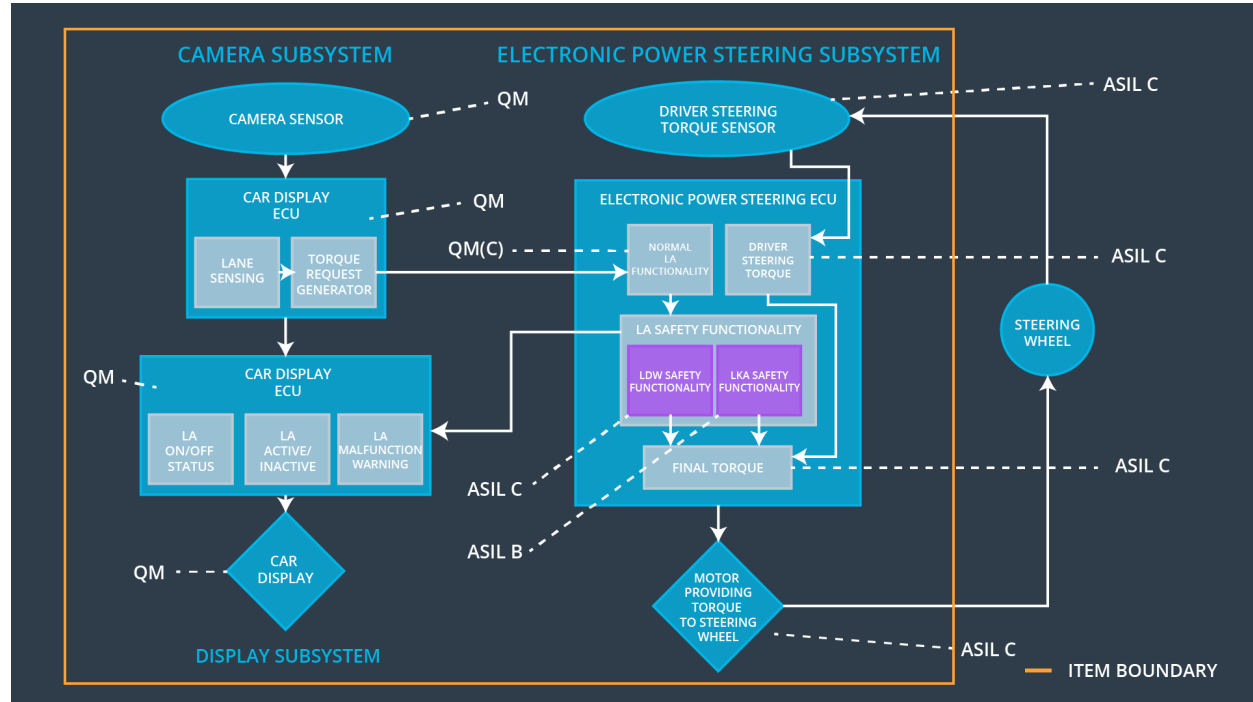 CAMERA SUBSYSTEM
ELECTRONIC POWER STEERING SUBSYSTEM
CAMERA SENSOR
QM
DRIVER STEERING
TORQUE SENSOR
ASIL C
CAR DISPLAY
ECU
QM
LANE
SENSING
TORQUE
REQUEST
GENERATOR
ELECTRONIC POWER STEERING ECU
QM(C)
NORMAL
LA
FUNCTIONALITY
DRIVER
STEERING
TORQUE
ASIL C
STEERING
WHEEL
LA SAFETY FUNCTIONALITY
LDW SAFETY
FUNCTIONALITY
LKA SAFETY
FUNCTIONALITY
CAR DISPLAY
ECU
QM
LA
ON/OFF
STATUS
LA
ACTIVE/
INACTIVE
LA
MALFUNCTION
WARNING
FINAL TORQUE
ASIL C
ASIL C
ASIL B
QM
CAR
DISPLAY
MOTOR
PROVIDING
TORQUE
TO STEERING
WHEEL
ASIL C
DISPLAY SUBSYSTEM
ITEM BOUNDARY